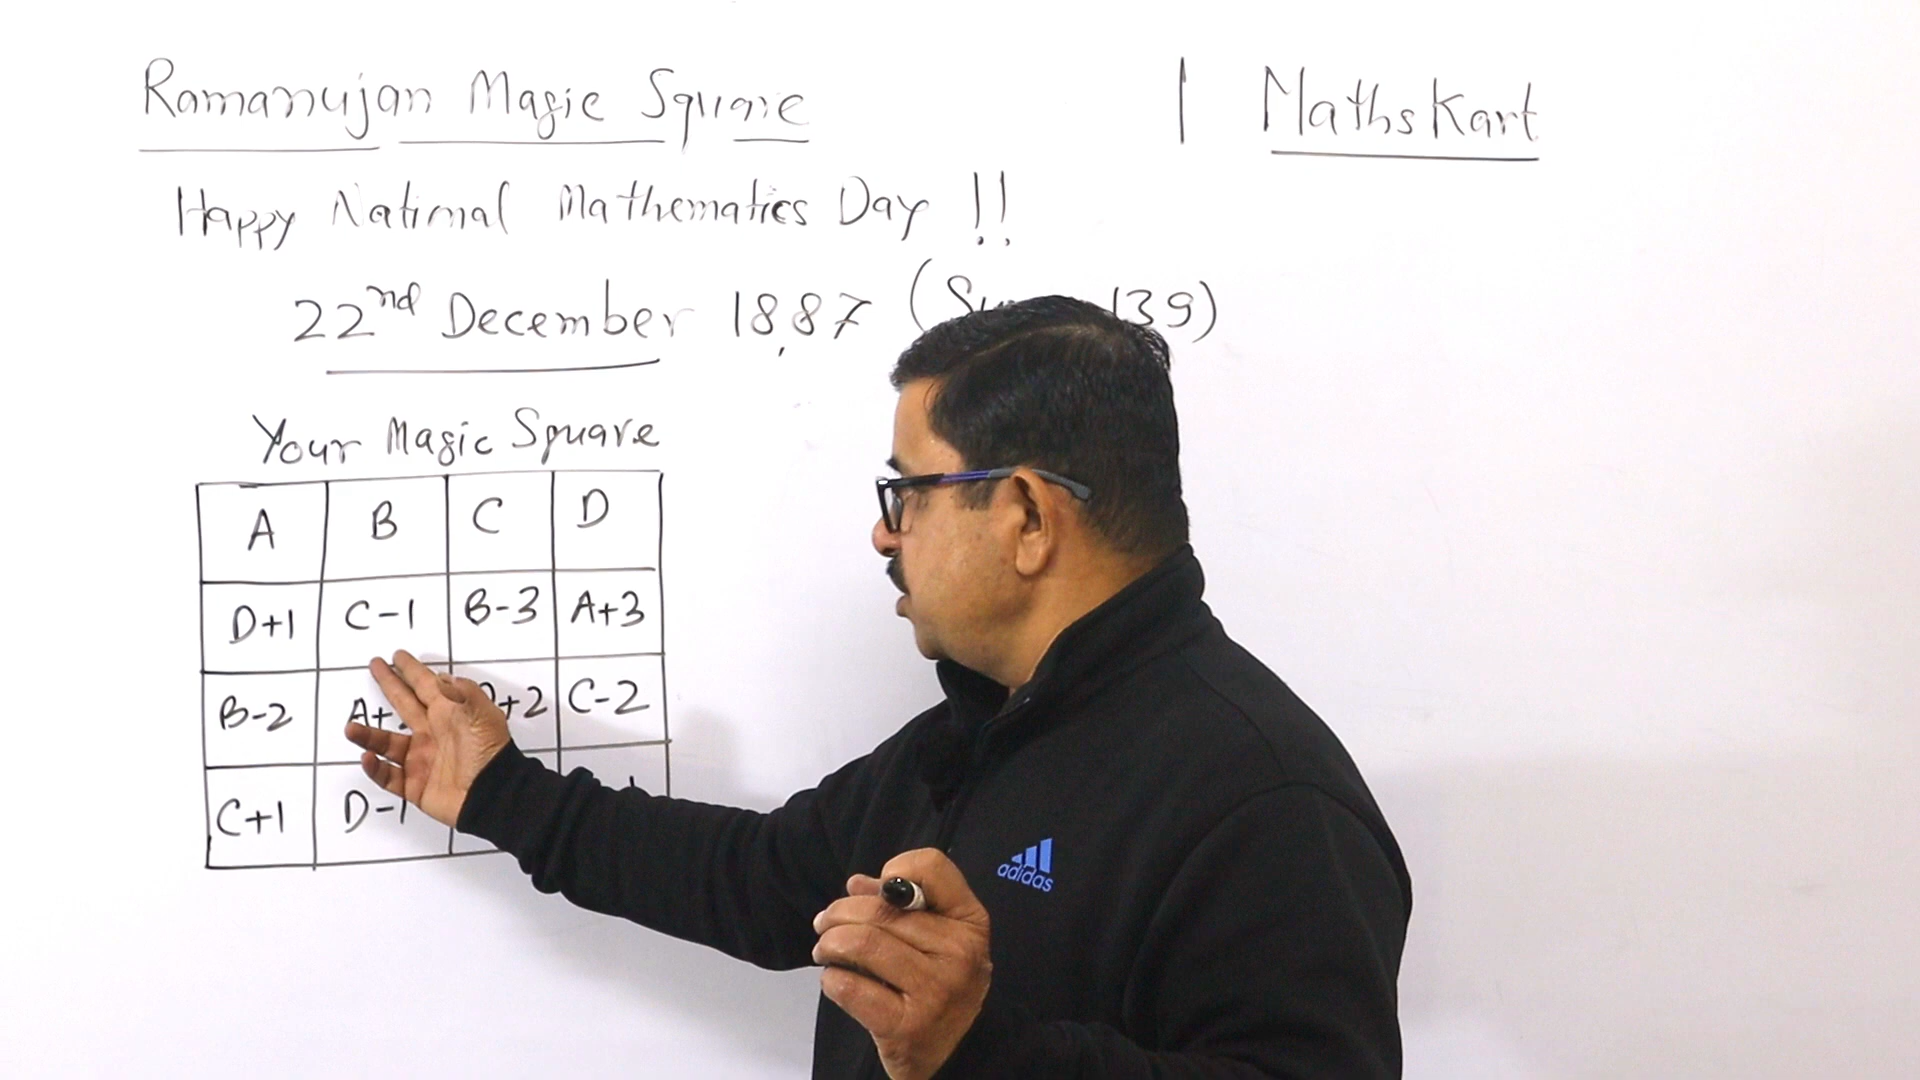 Ramanujan Magic Square | MathsKart
Happy National Mathematics Day !!
22nd December 1887 ( 139)
Your Magic Square
A B C D
D+1 C-1 B-3 A+3
B-2 +2 C-2
C+1 D-1
adidas